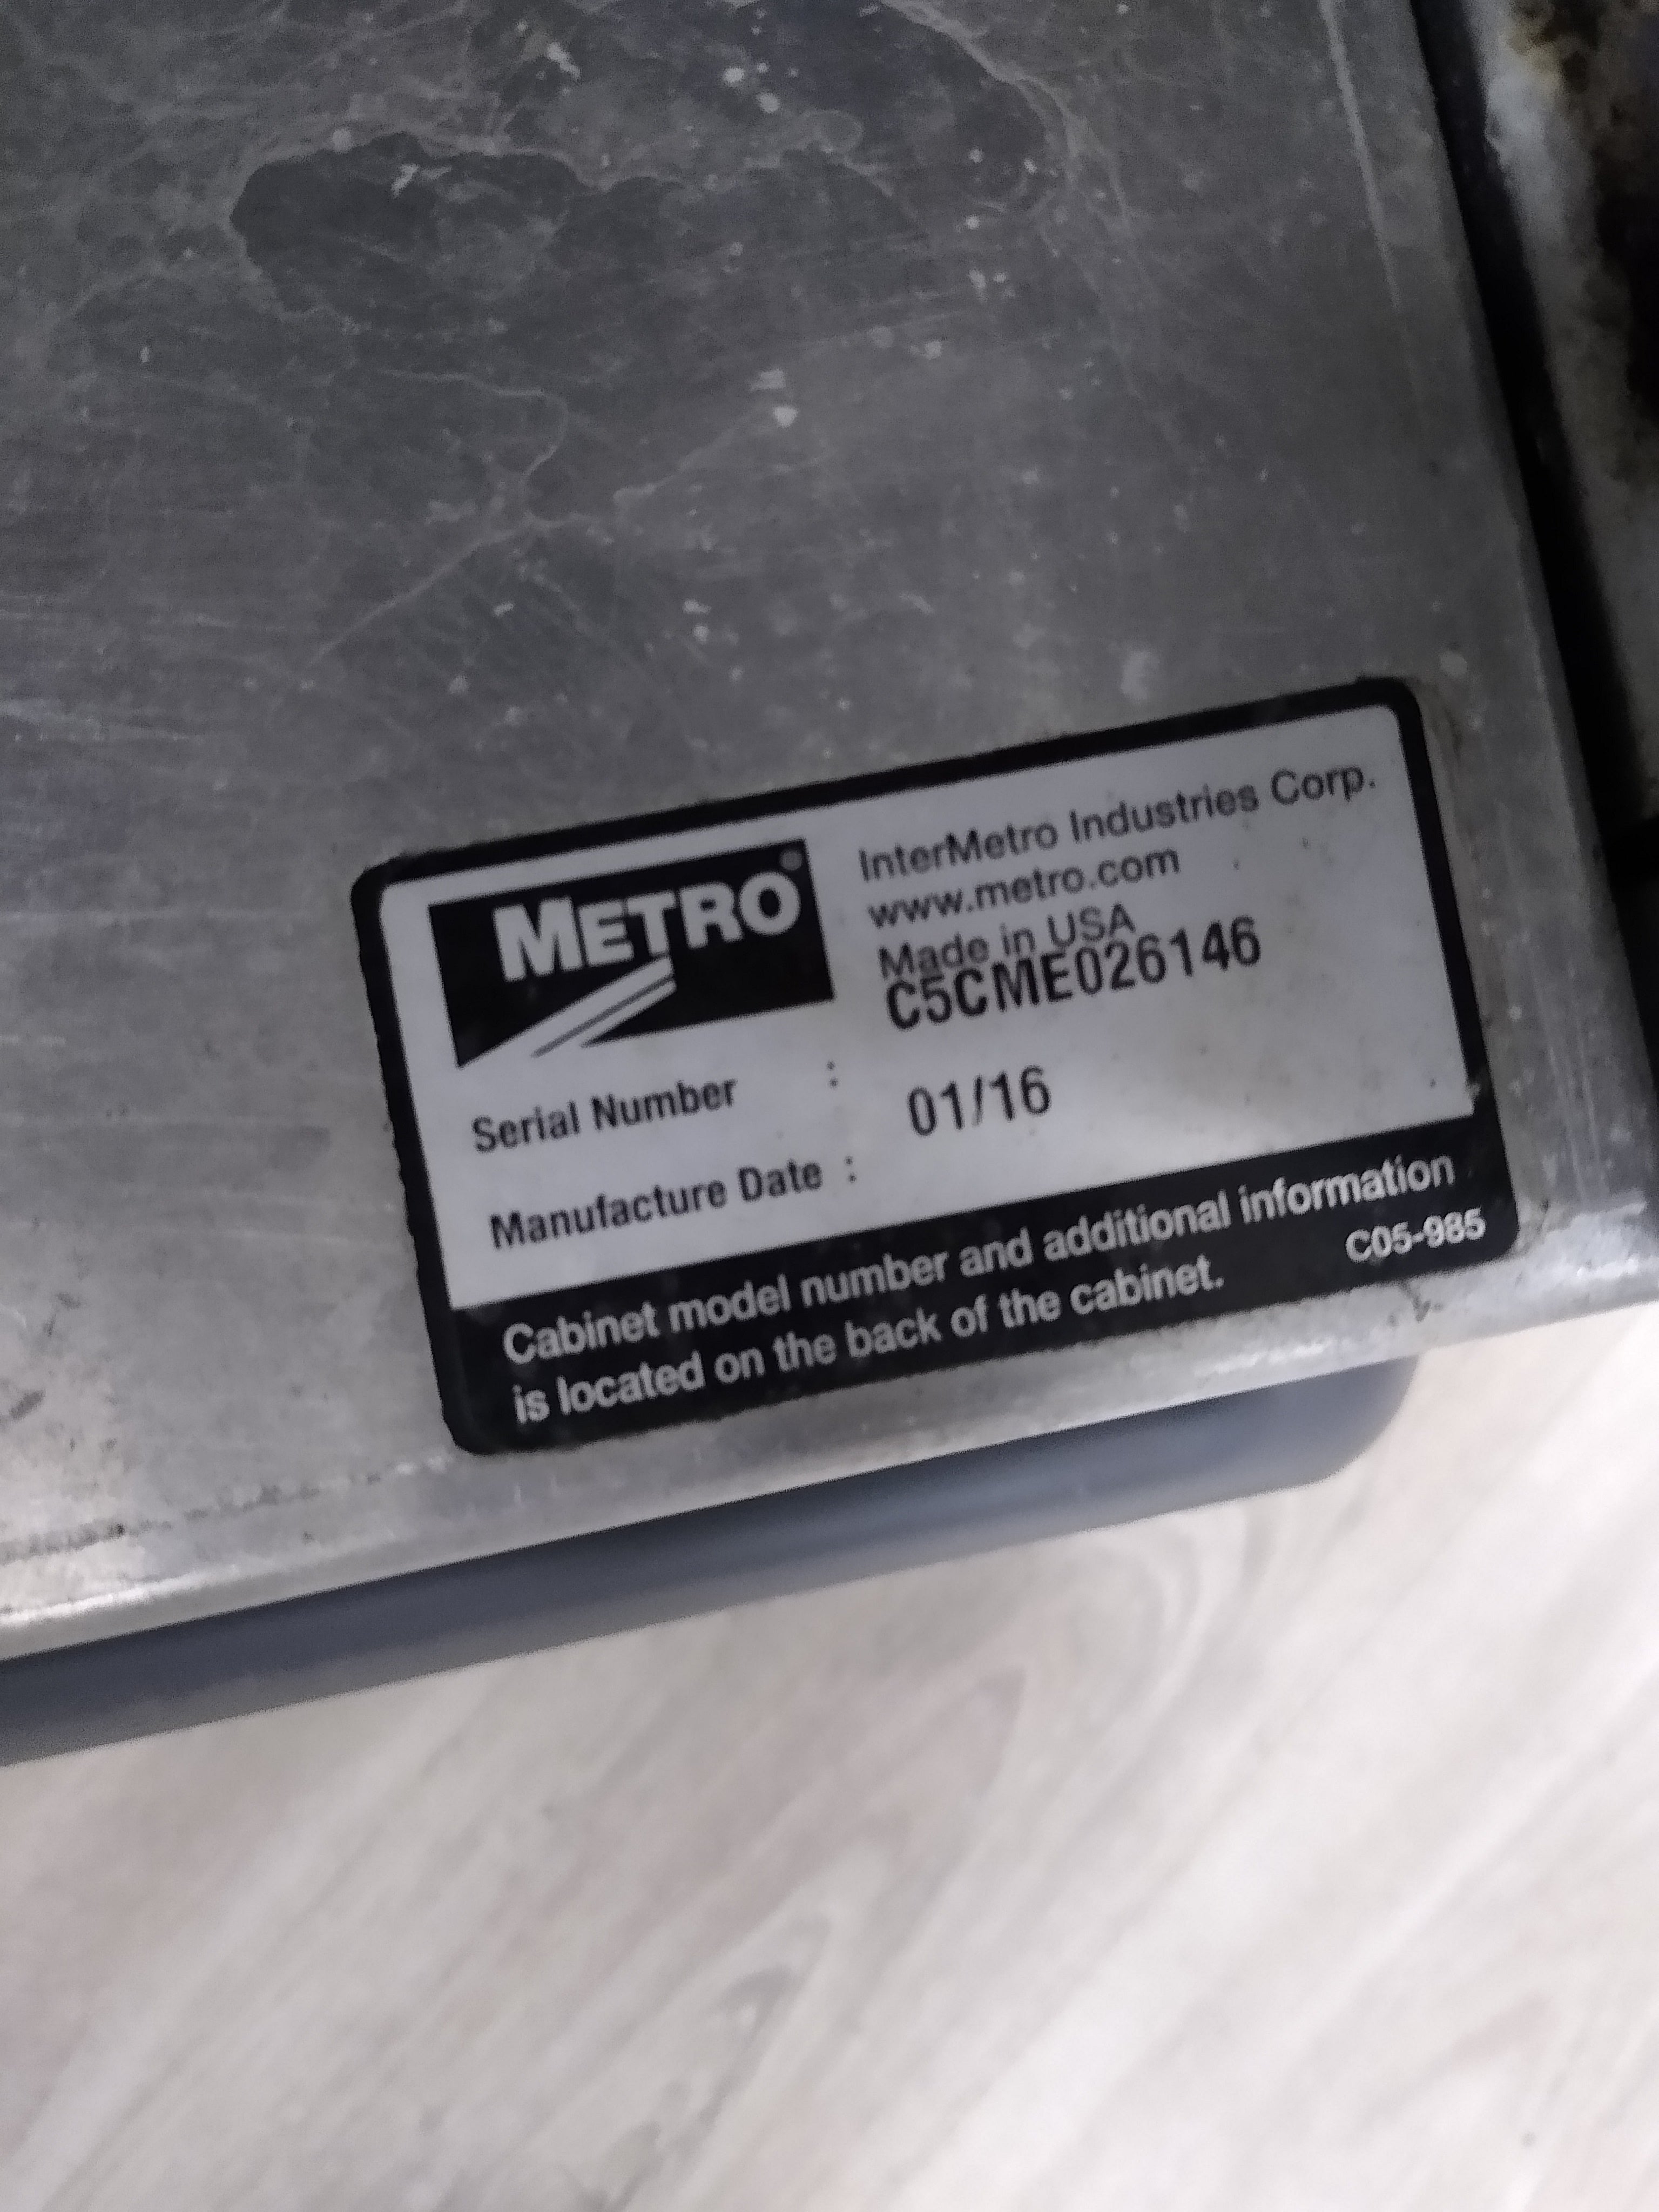 METRO®
InterMetro Industries Corp.
www.metro.com
Made in USA
C5CME026146
Serial Number :
01/16
Manufacture Date :
Cabinet model number and additional information
is located on the back of the cabinet.
C05-985